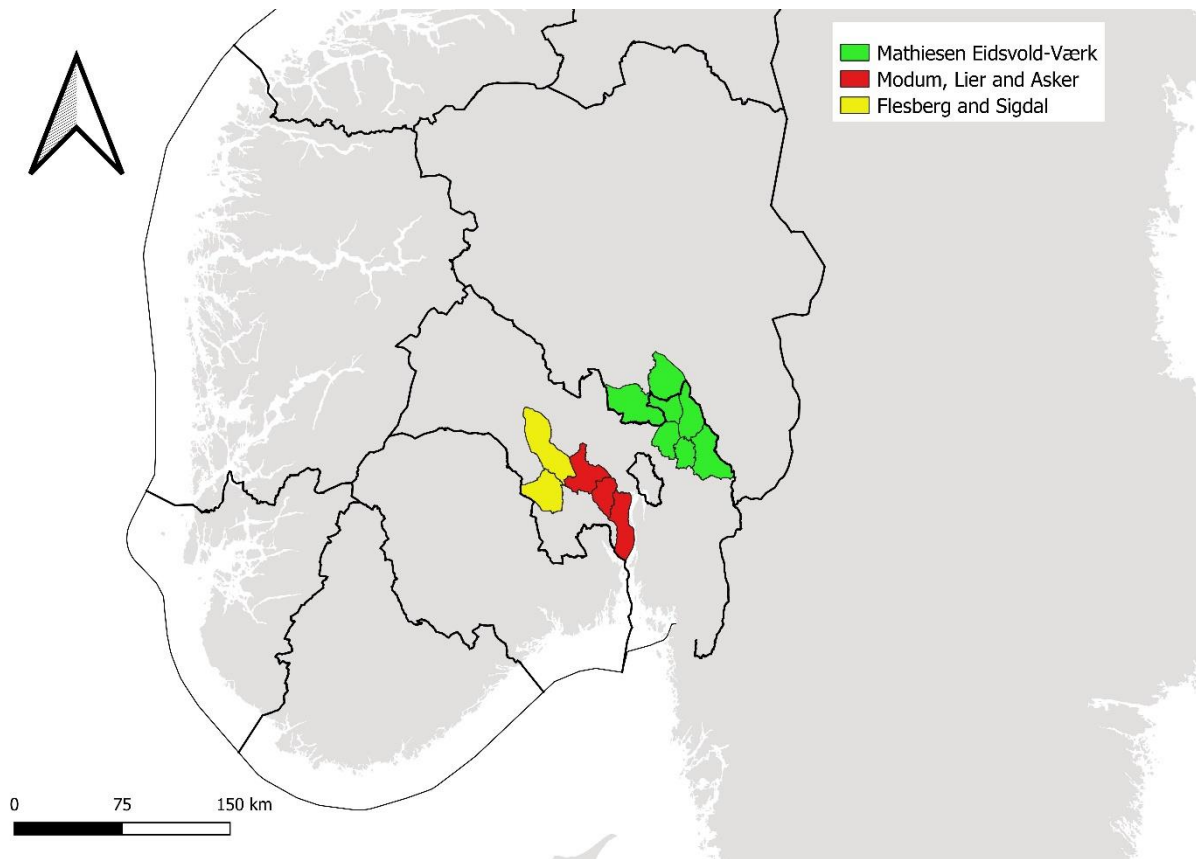 Mathiesen Eidsvold-Værk
Modum, Lier and Asker
Flesberg and Sigdal
0 75 150 km